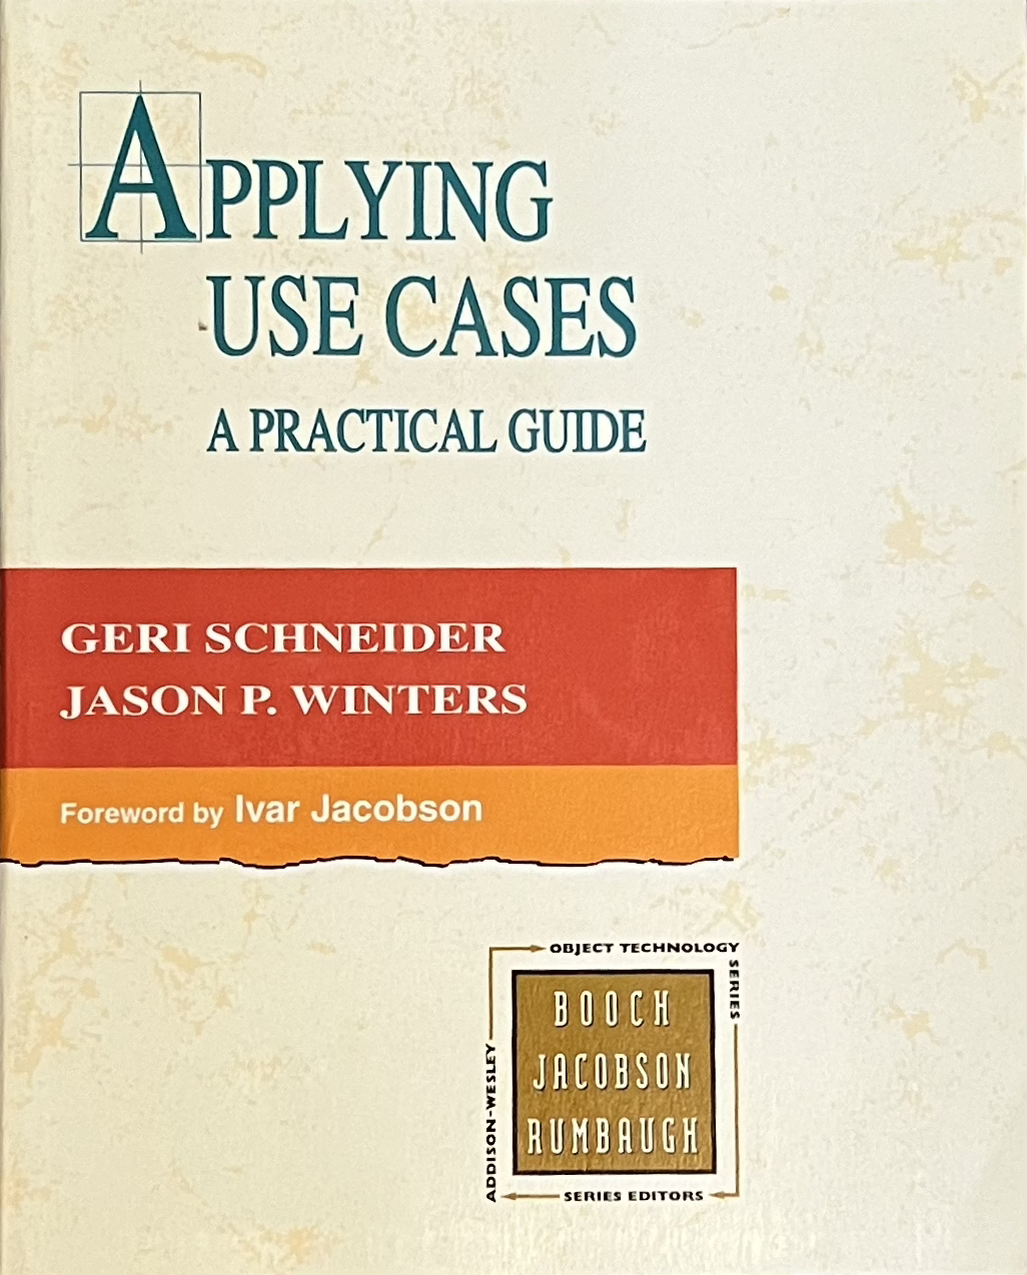 APPLYING
USE CASES
A PRACTICAL GUIDE
GERI SCHNEIDER
JASON P. WINTERS
Foreword by Ivar Jacobson
ADDISON-WESLEY
OBJECT TECHNOLOGY
SERIES
BOOCH
JACOBSON
RUMBAUGH
SERIES EDITORS